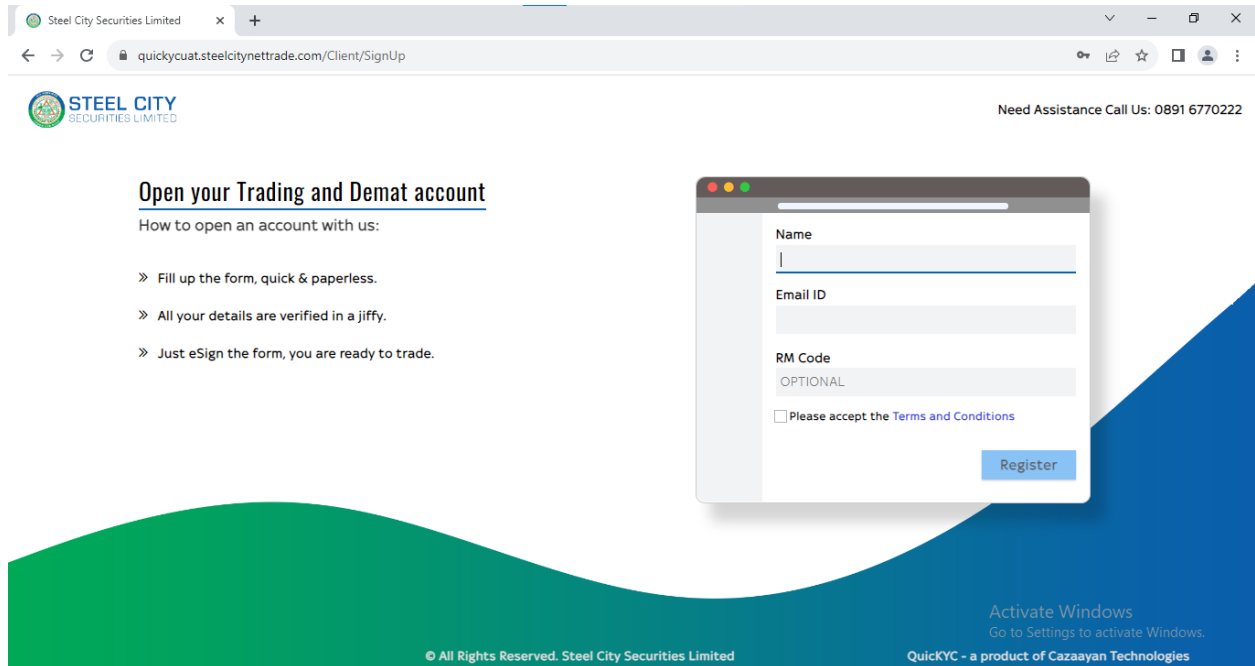 Steel City Securities Limited
quickycuat.steelcitynettrade.com/Client/SignUp
STEEL CITY
SECURITIES LIMITED
Need Assistance Call Us: 0891 6770222
Open your Trading and Demat account
How to open an account with us:
» Fill up the form, quick & paperless.
» All your details are verified in a jiffy.
» Just eSign the form, you are ready to trade.
Name
Email ID
RM Code
OPTIONAL
Please accept the Terms and Conditions
Register
Activate Windows
Go to Settings to activate Windows.
© All Rights Reserved. Steel City Securities Limited
QuicKYC - a product of Cazaayan Technologies